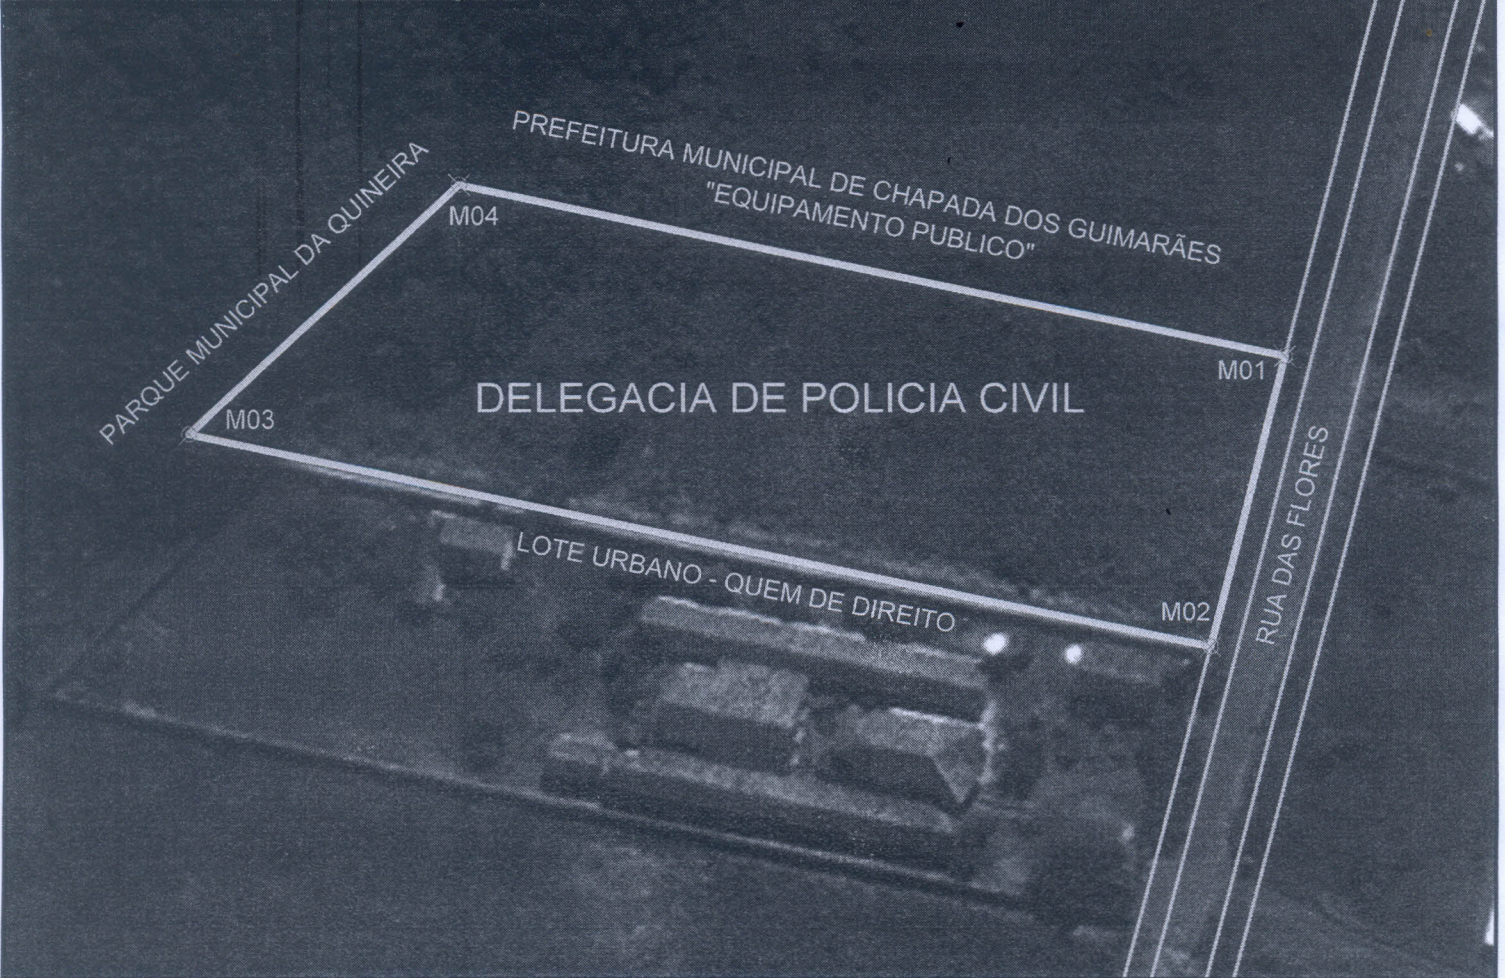 PREFEITURA MUNICIPAL DE CHAPADA DOS GUIMARÃES
"EQUIPAMENTO PUBLICO"
PARQUE MUNICIPAL DA QUINEIRA
M04
M01
DELEGACIA DE POLICIA CIVIL
M03
RUA DAS FLORES
LOTE URBANO - QUEM DE DIREITO
M02